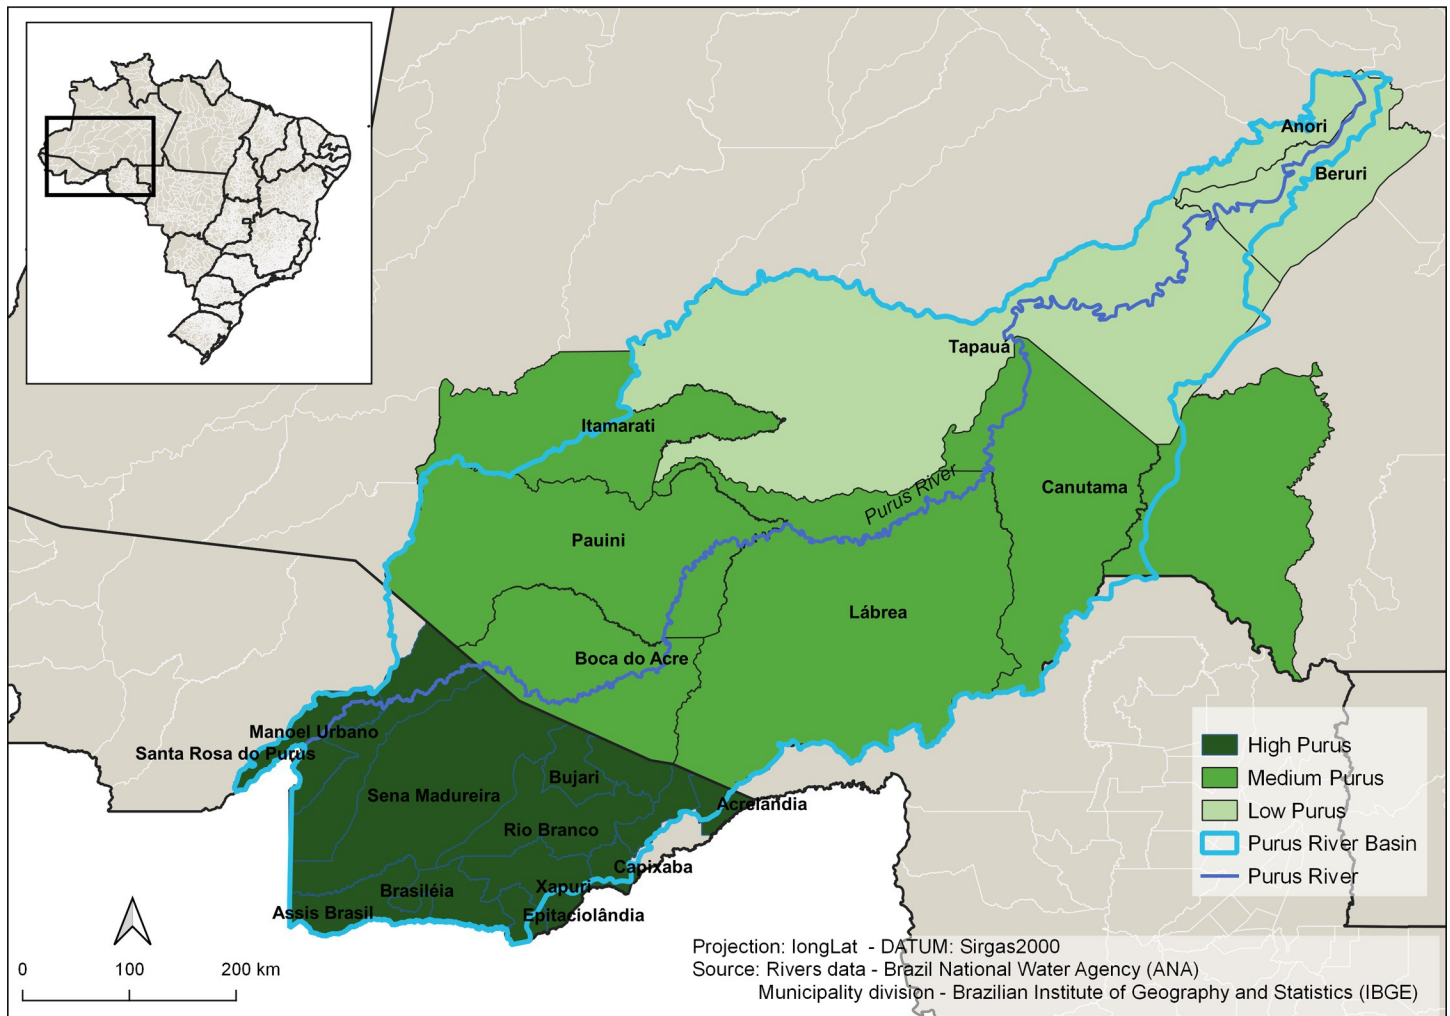 Anori
Beruri
Tapauá
Itamarati
Purus River
Canutama
Pauini
Lábrea
Boca do Acre
Manoel Urbano
Santa Rosa do Purus
Bujari
Sena Madureira
Acrelândia
Rio Branco
Capixaba
Xapuri
Brasiléia
Assis Brasil
Epitaciolândia
High Purus
Medium Purus
Low Purus
Purus River Basin
Purus River
0 100 200 km
Projection: longLat - DATUM: Sirgas2000
Source: Rivers data - Brazil National Water Agency (ANA)
Municipality division - Brazilian Institute of Geography and Statistics (IBGE)